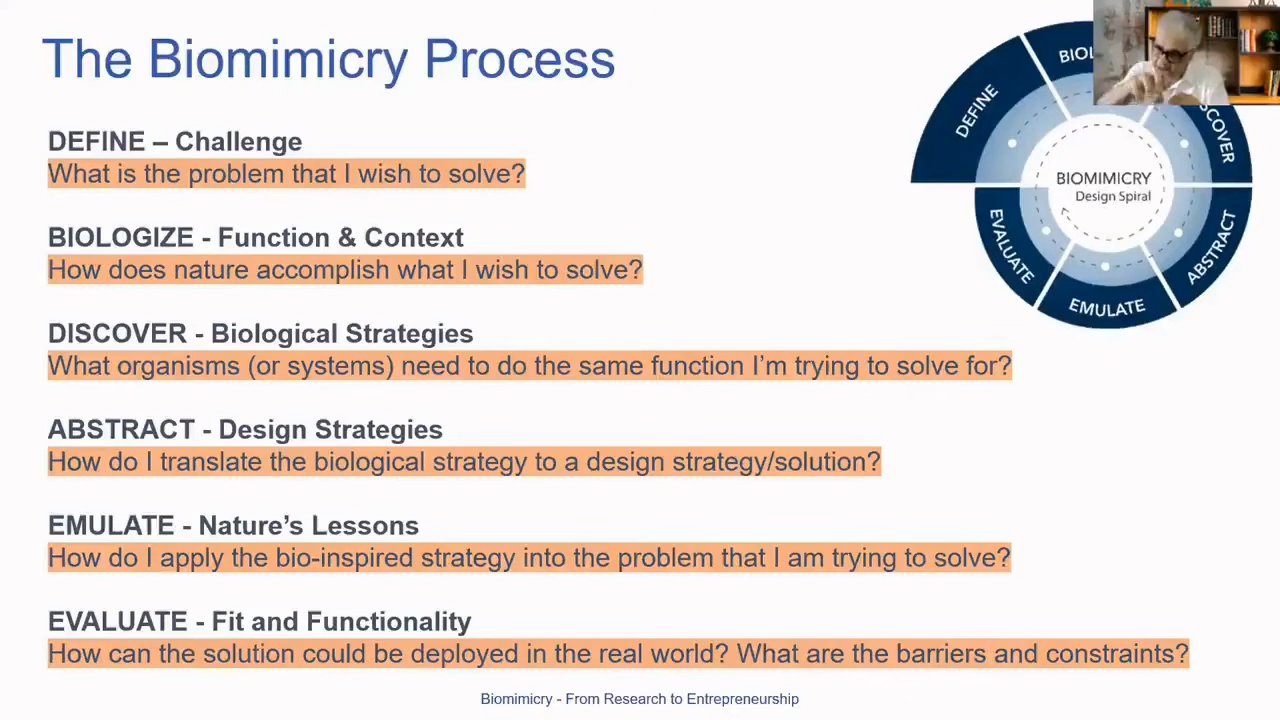 The Biomimicry Process
DEFINE – Challenge
What is the problem that I wish to solve?
BIOLOGIZE - Function & Context
How does nature accomplish what I wish to solve?
DISCOVER - Biological Strategies
What organisms (or systems) need to do the same function I'm trying to solve for?
ABSTRACT - Design Strategies
How do I translate the biological strategy to a design strategy/solution?
EMULATE - Nature's Lessons
How do I apply the bio-inspired strategy into the problem that I am trying to solve?
EVALUATE - Fit and Functionality
How can the solution could be deployed in the real world? What are the barriers and constraints?
DEFINE
ABSTRACT
EMULATE
EVALUATE
BIOMIMICRY
Design Spiral
Biomimicry - From Research to Entrepreneurship